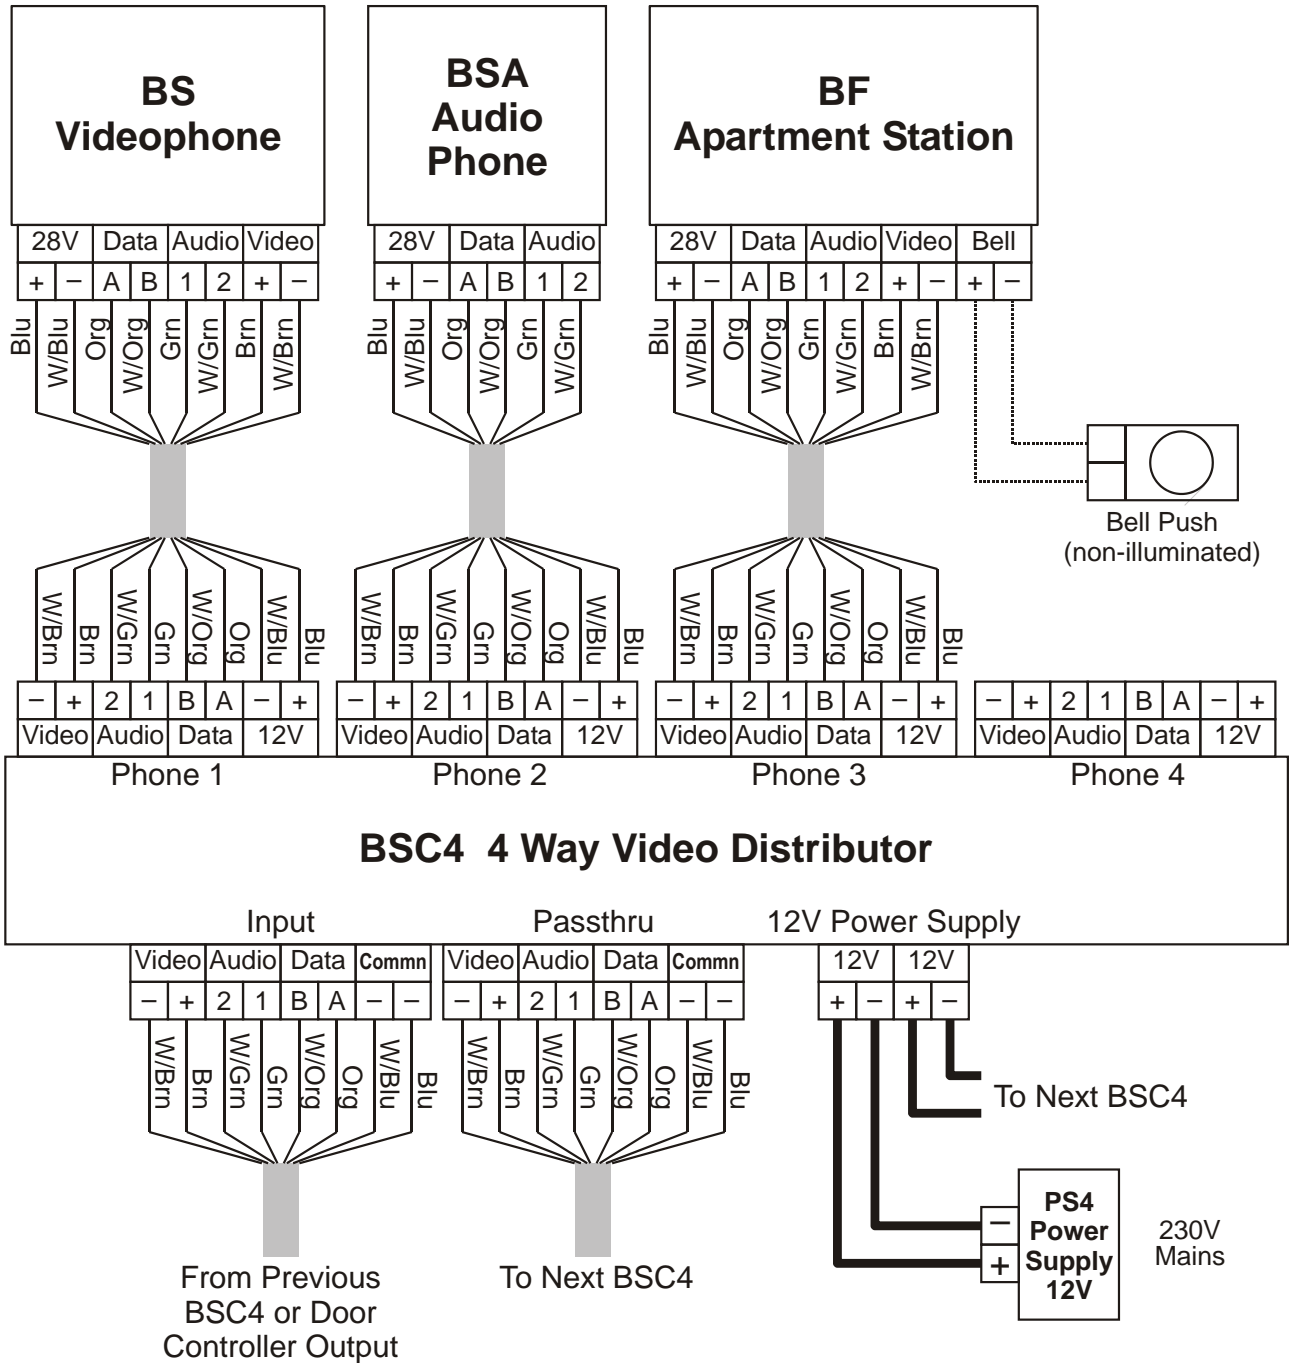 BS
Videophone
BSA
Audio
Phone
BF
Apartment Station
28V Data Audio Video
+ − A B 1 2 + −
28V Data Audio
+ − A B 1 2
28V Data Audio Video Bell
+ − A B 1 2 + − + −
Blu W/Blu Org W/Org Grn W/Grn Brn W/Brn
Blu W/Blu Org W/Org Grn W/Grn
Blu W/Blu Org W/Org Grn W/Grn Brn W/Brn
Bell Push
(non-illuminated)
W/Brn Brn W/Grn Grn W/Org Org W/Blu Blu
W/Brn Brn W/Grn Grn W/Org Org W/Blu Blu
W/Brn Brn W/Grn Grn W/Org Org W/Blu Blu
− + 2 1 B A − +
Video Audio Data 12V
Phone 1
− + 2 1 B A − +
Video Audio Data 12V
Phone 2
− + 2 1 B A − +
Video Audio Data 12V
Phone 3
− + 2 1 B A − +
Video Audio Data 12V
Phone 4
BSC4 4 Way Video Distributor
Input
Video Audio Data Commn
− + 2 1 B A − −
W/Brn Brn W/Grn Grn W/Org Org W/Blu Blu
From Previous
BSC4 or Door
Controller Output
Passthru
Video Audio Data Commn
− + 2 1 B A − −
W/Brn Brn W/Grn Grn W/Org Org W/Blu Blu
To Next BSC4
12V Power Supply
12V 12V
+ − + −
To Next BSC4
−
+
PS4
Power
Supply
12V
230V
Mains